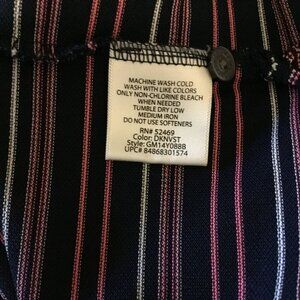 MACHINE WASH COLD
WASH WITH LIKE COLORS
ONLY NON-CHLORINE BLEACH
WHEN NEEDED
TUMBLE DRY LOW
MEDIUM IRON
DO NOT USE SOFTENERS
RN# 52469
Color: DKNVST
Style: GM14Y088B
UPC# 84868301574